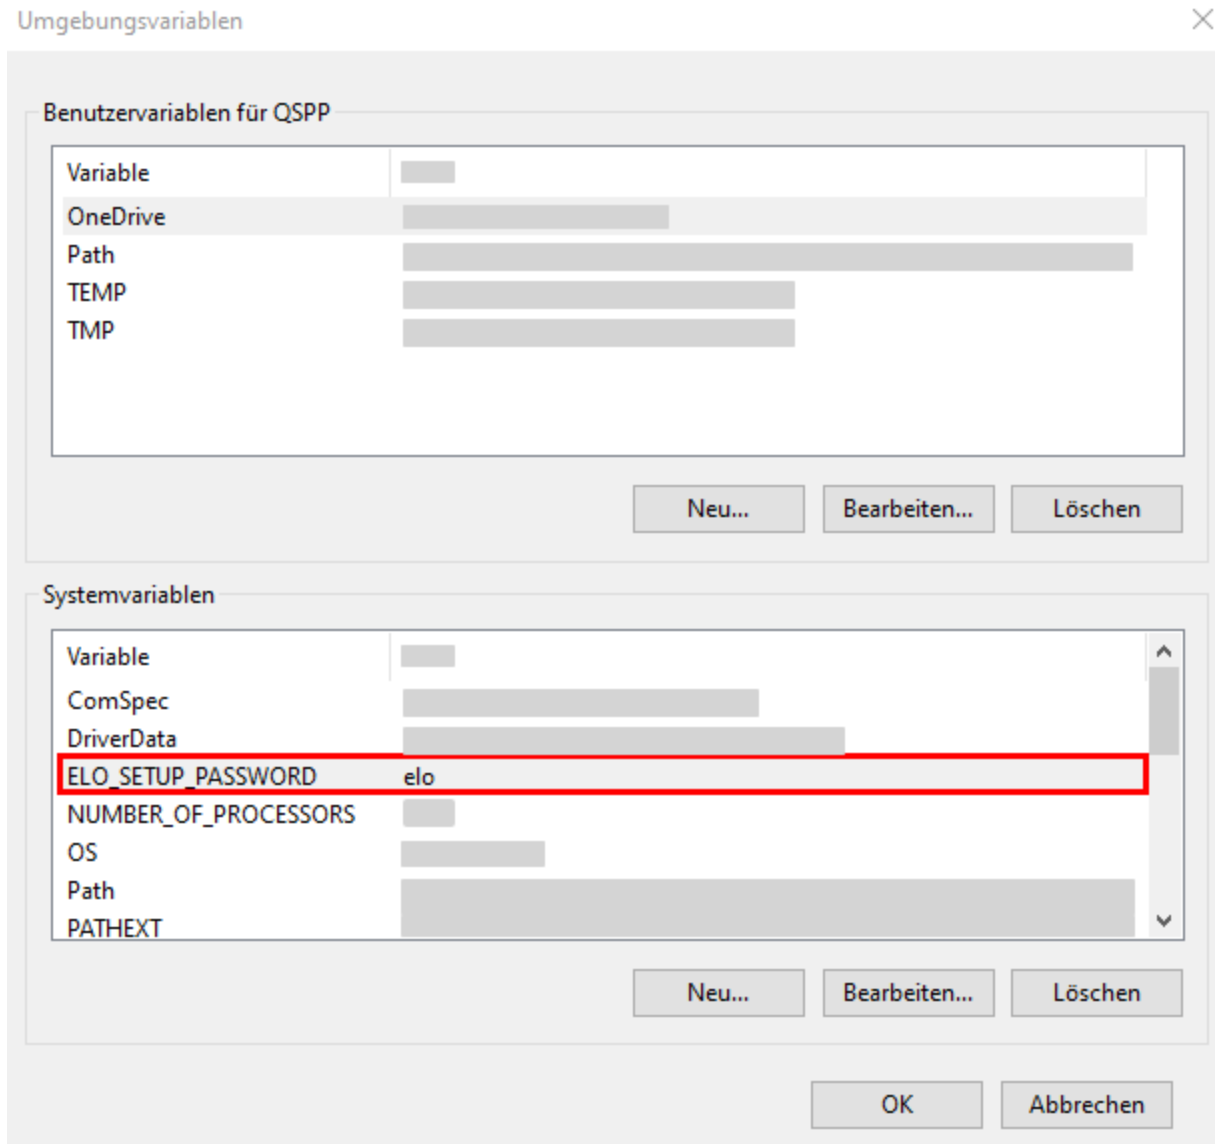 Umgebungsvariablen
Benutzervariablen für QSPP
Variable
OneDrive
Path
TEMP
TMP
Neu... Bearbeiten... Löschen
Systemvariablen
Variable
ComSpec
DriverData
ELO_SETUP_PASSWORD elo
NUMBER_OF_PROCESSORS
OS
Path
PATHEXT
Neu... Bearbeiten... Löschen
OK Abbrechen